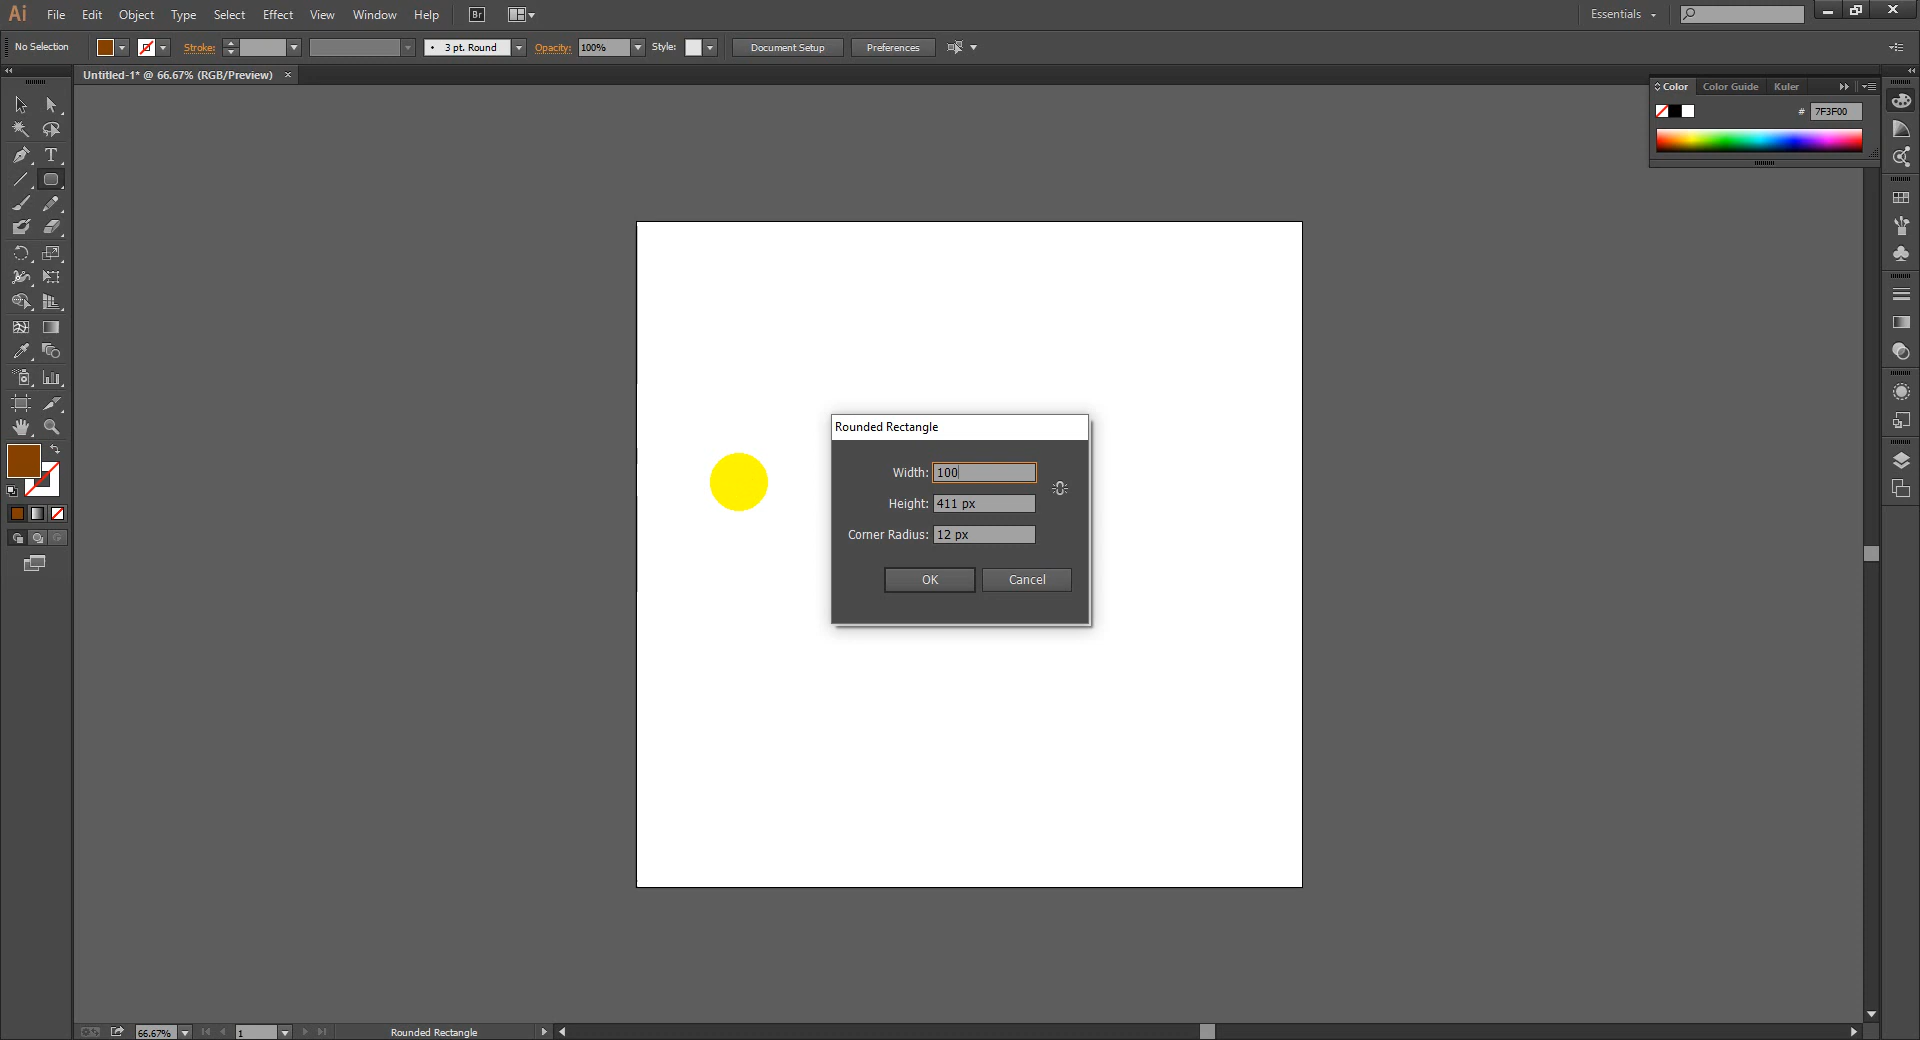 Ai File Edit Object Type Select Effect View Window Help Br Essentials
No Selection Stroke: 3 pt. Round Opacity: 100% Style: Document Setup Preferences
Untitled-1* @ 66.67% (RGB/Preview)
Color Color Guide Kuler
# 7F3F00
T
Rounded Rectangle
Width: 100
Height: 411 px
Corner Radius: 12 px
OK Cancel
66.67% 1 Rounded Rectangle